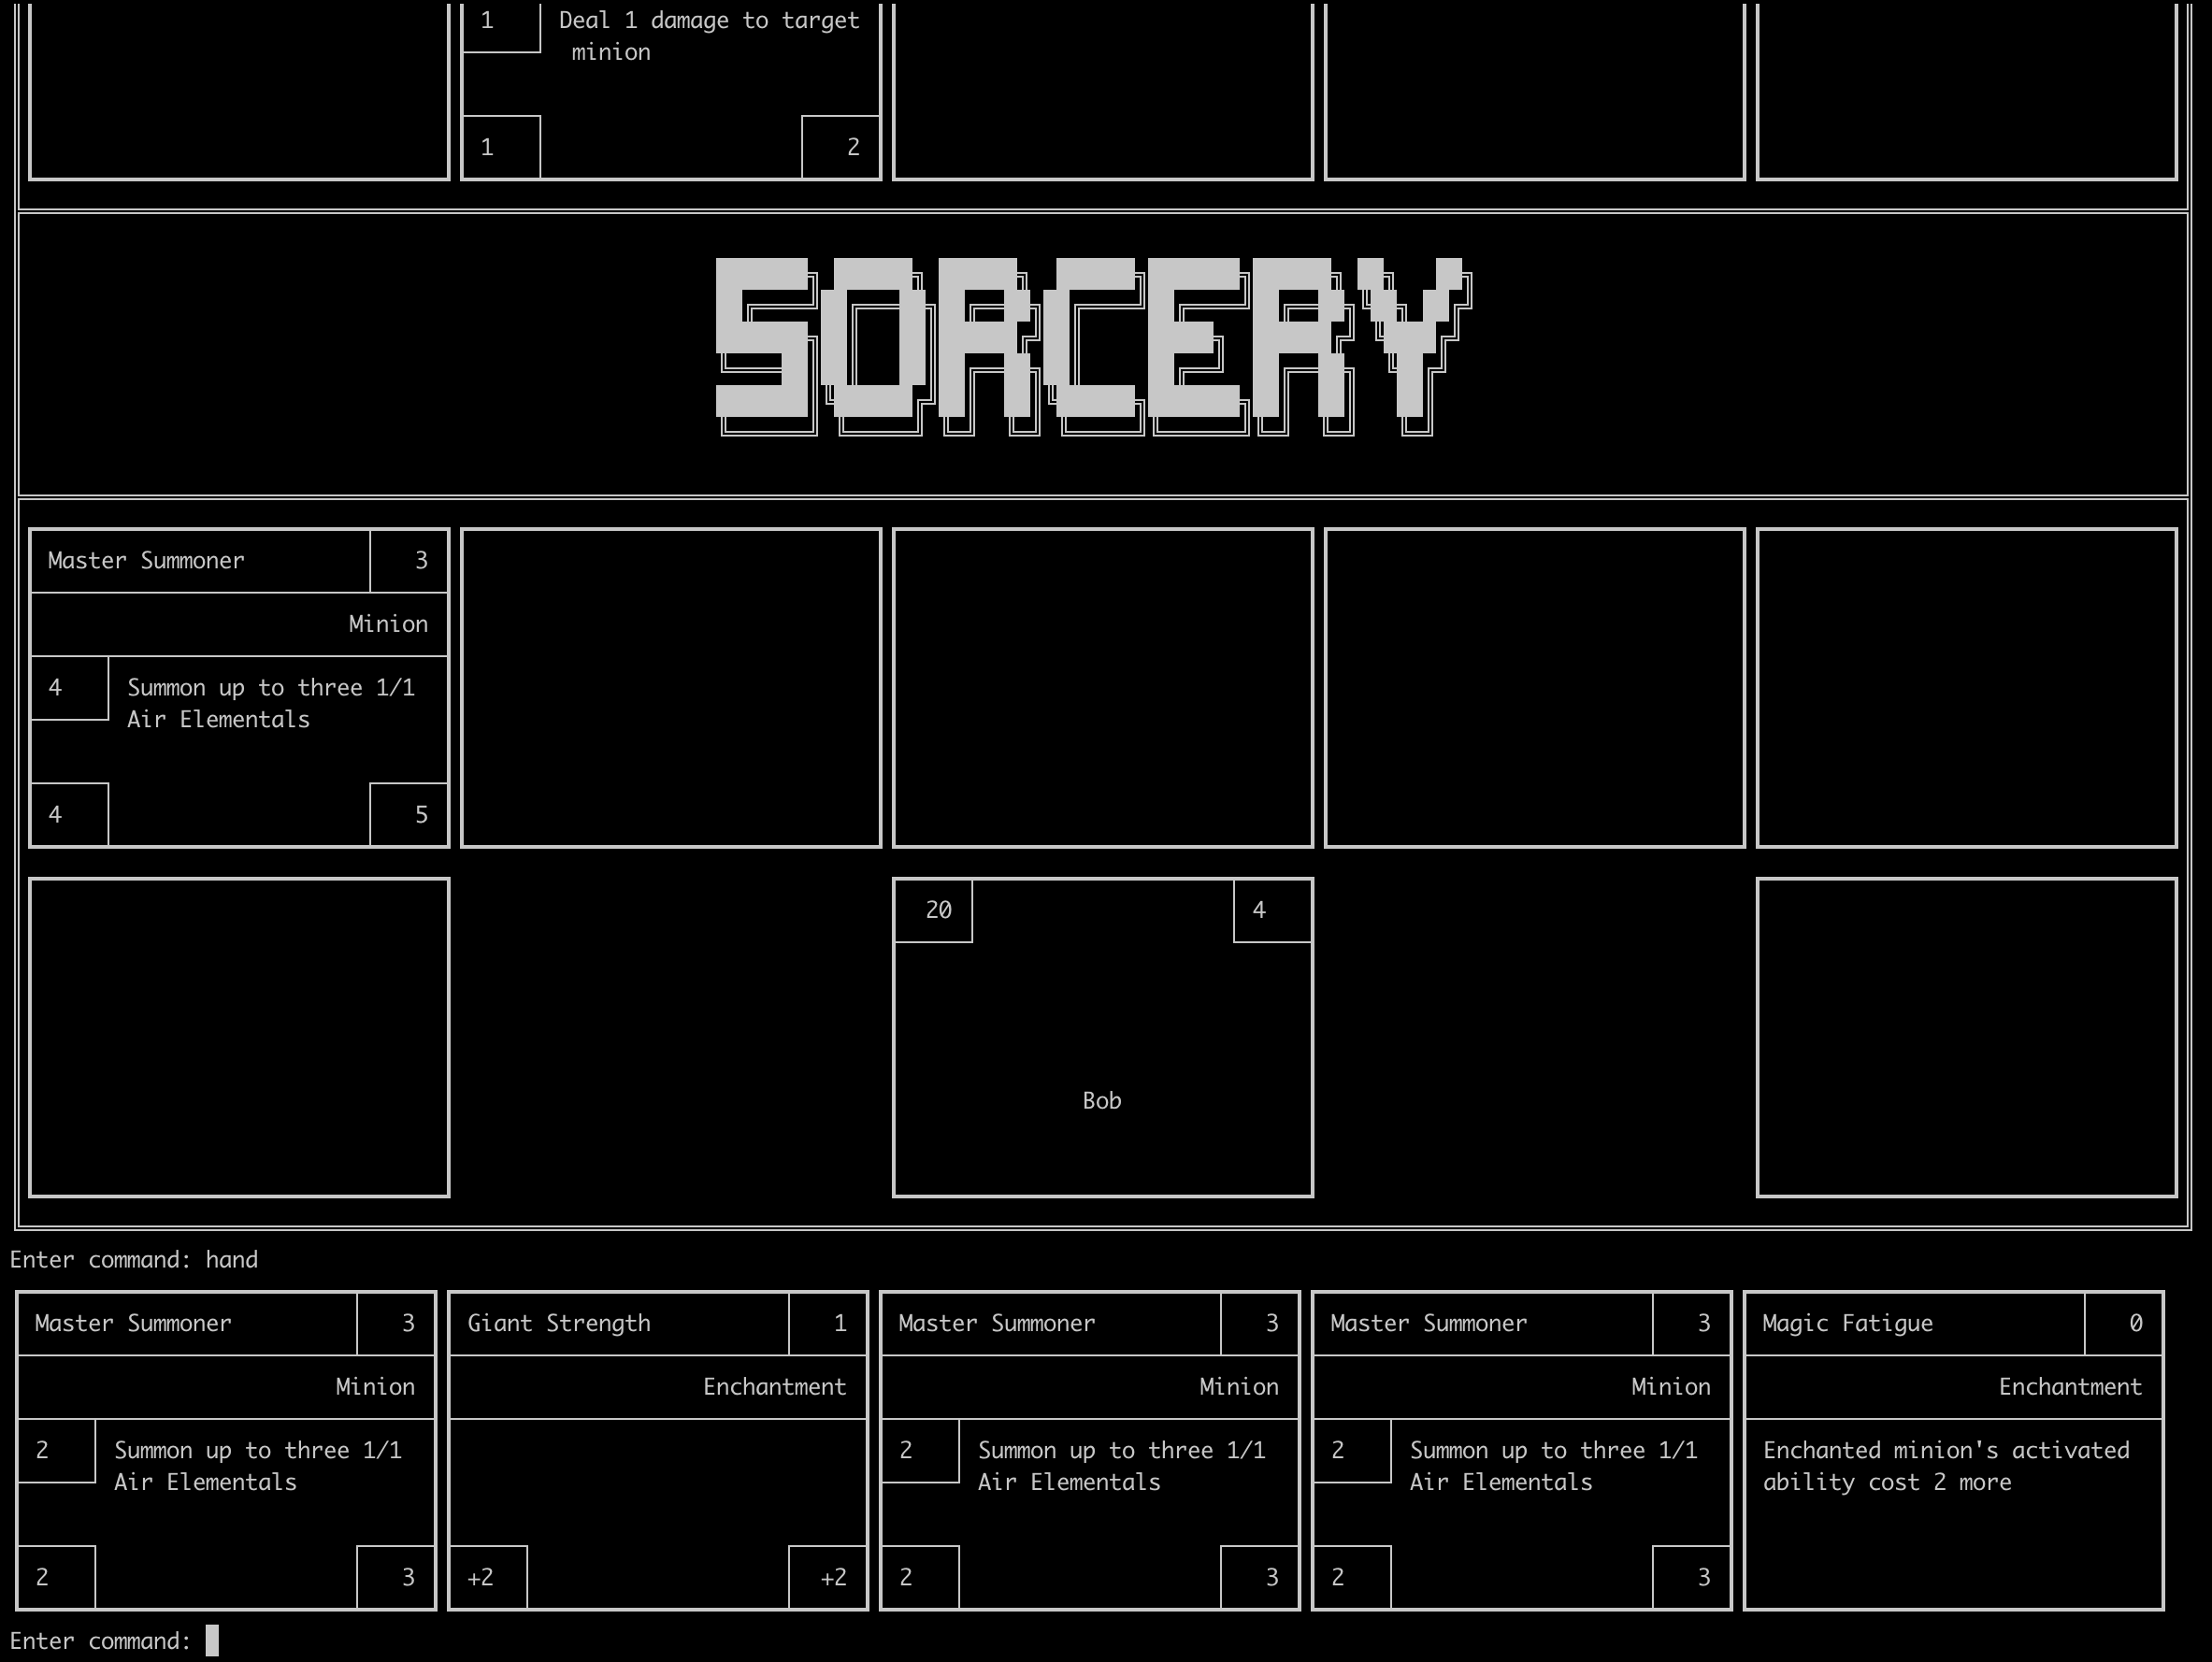 1 Deal 1 damage to target
minion
1 2
SORCERY
Master Summoner 3
Minion
4 Summon up to three 1/1
Air Elementals
4 5
20 4
Bob
Enter command: hand
Master Summoner 3 Giant Strength 1 Master Summoner 3 Master Summoner 3 Magic Fatigue 0
Minion Enchantment Minion Minion Enchantment
2 Summon up to three 1/1 2 Summon up to three 1/1 2 Summon up to three 1/1 Enchanted minion's activated
Air Elementals Air Elementals Air Elementals ability cost 2 more
2 3 +2 +2 2 3 2 3
Enter command: